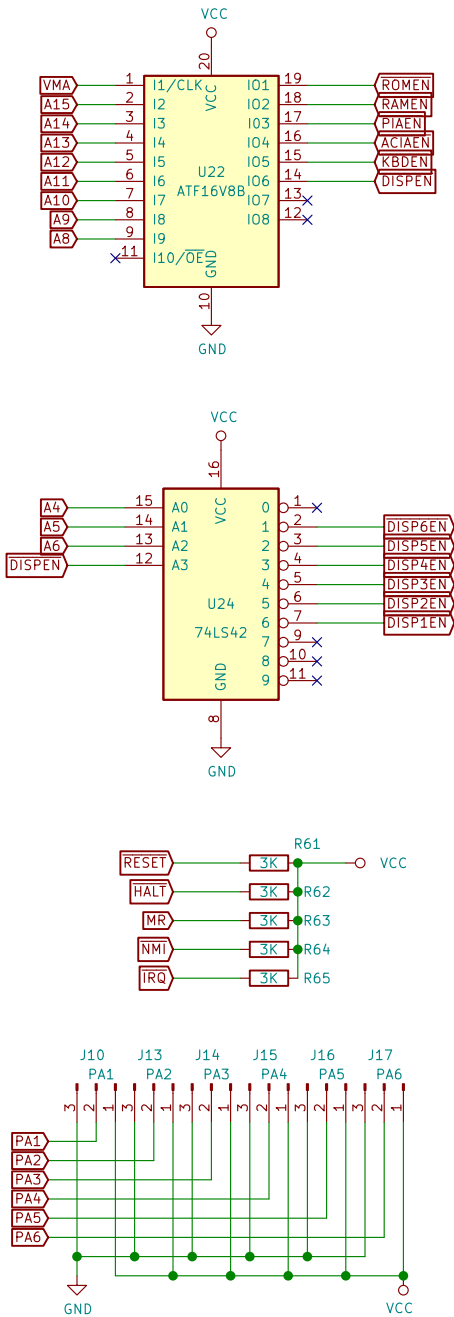 VCC
20
VMA 1 I1/CLK VCC IO1 19 ROMEN
A15 2 I2 IO2 18 RAMEN
A14 3 I3 IO3 17 PIAEN
A13 4 I4 IO4 16 ACIAEN
A12 5 I5 U22 IO5 15 KBDEN
A11 6 I6 ATF16V8B IO6 14 DISPEN
A10 7 I7 IO7 13
A9 8 I8 IO8 12
A8 9 I9
11 I10/OE GND
10
GND
VCC
16
A4 15 A0 VCC 0 1
A5 14 A1 1 2 DISP6EN
A6 13 A2 2 3 DISP5EN
DISPEN 12 A3 3 4 DISP4EN
4 5 DISP3EN
U24 5 6 DISP2EN
74LS42 6 7 DISP1EN
7 9
GND 8 10
9 11
8
GND
R61
RESET 3K VCC
HALT 3K R62
MR 3K R63
NMI 3K R64
IRQ 3K R65
J10 J13 J14 J15 J16 J17
PA1 PA2 PA3 PA4 PA5 PA6
3 2 1 3 2 1 3 2 1 3 2 1 3 2 1 3 2 1
PA1
PA2
PA3
PA4
PA5
PA6
GND VCC